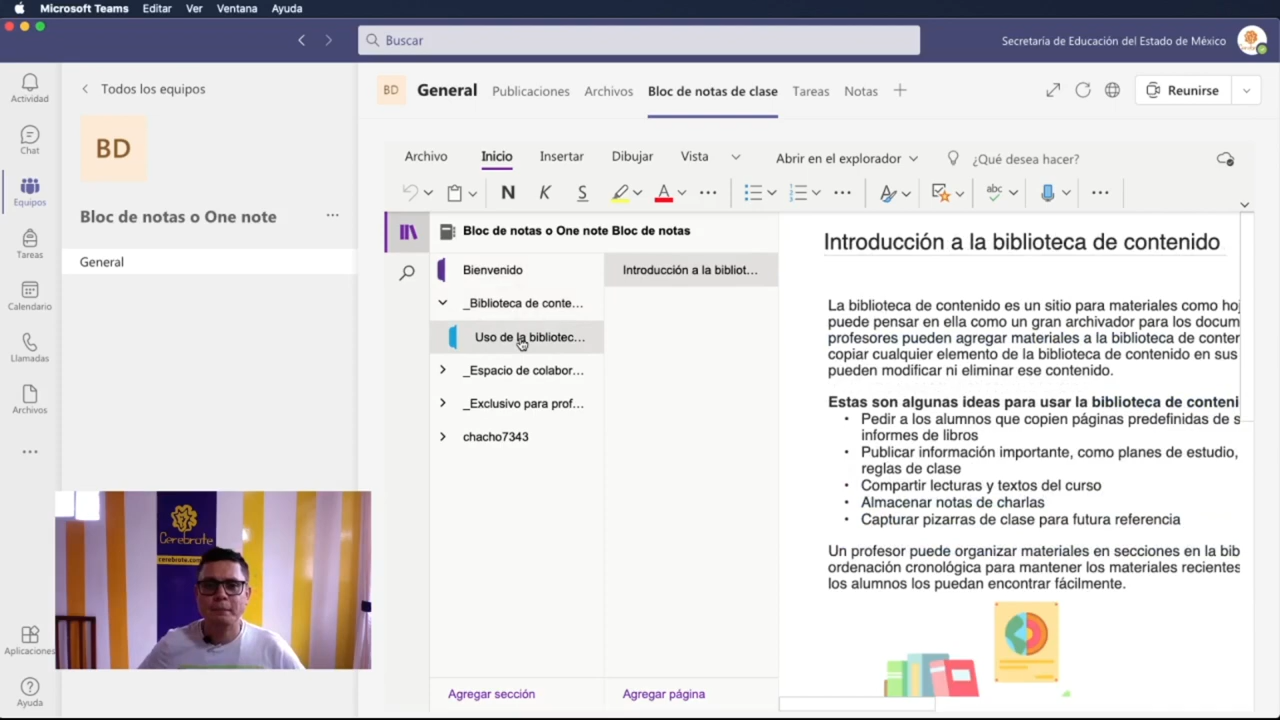 Microsoft Teams Editar Ver Ventana Ayuda
Buscar
Secretaría de Educación del Estado de México
Actividad
Chat
Equipos
Tareas
Calendario
Llamadas
Archivos
Aplicaciones
Ayuda
Todos los equipos
BD
Bloc de notas o One note ...
General
BD General Publicaciones Archivos Bloc de notas de clase Tareas Notas
Reunirse
Archivo Inicio Insertar Dibujar Vista Abrir en el explorador ¿Qué desea hacer?
N K S A abc
Bloc de notas o One note Bloc de notas
Bienvenido
_Biblioteca de conte...
Uso de la bibliotec...
_Espacio de colabor...
_Exclusivo para prof...
chacho7343
Agregar sección
Introducción a la bibliot...
Agregar página
Introducción a la biblioteca de contenido
La biblioteca de contenido es un sitio para materiales como
puede pensar en ella como un gran archivador para los docum
profesores pueden agregar materiales a la biblioteca de conter
copiar cualquier elemento de la biblioteca de contenido en sus
pueden modificar ni eliminar ese contenido.
Estas son algunas ideas para usar la biblioteca de conteni
• Pedir a los alumnos que copien páginas predefinidas de s
informes de libros
• Publicar información importante, como planes de estudio,
reglas de clase
• Compartir lecturas y textos del curso
• Almacenar notas de charlas
• Capturar pizarras de clase para futura referencia
Un profesor puede organizar materiales en secciones en la bib
ordenación cronológica para mantener los materiales recientes
los alumnos los puedan encontrar fácilmente.
Cerebrote